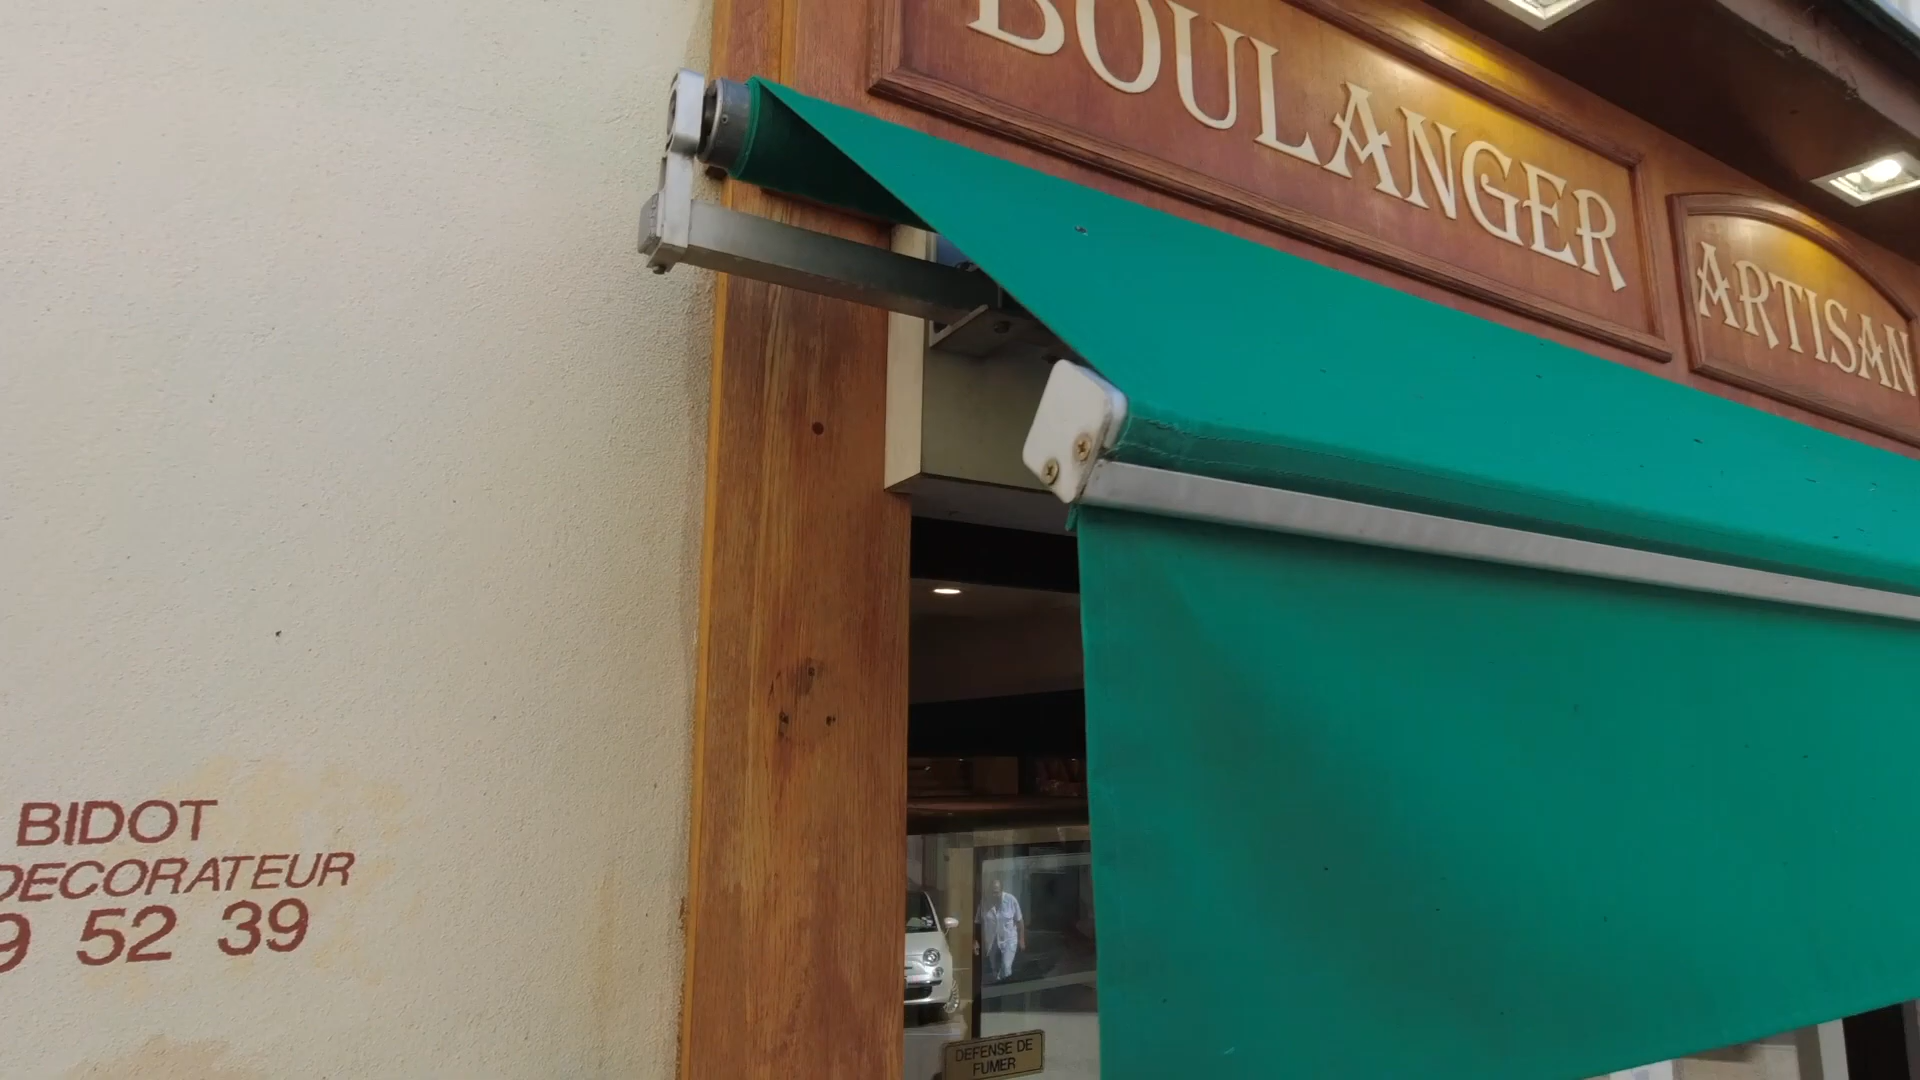 BOULANGER
ARTISAN
BIDOT
DECORATEUR
9 52 39
DEFENSE DE
FUMER